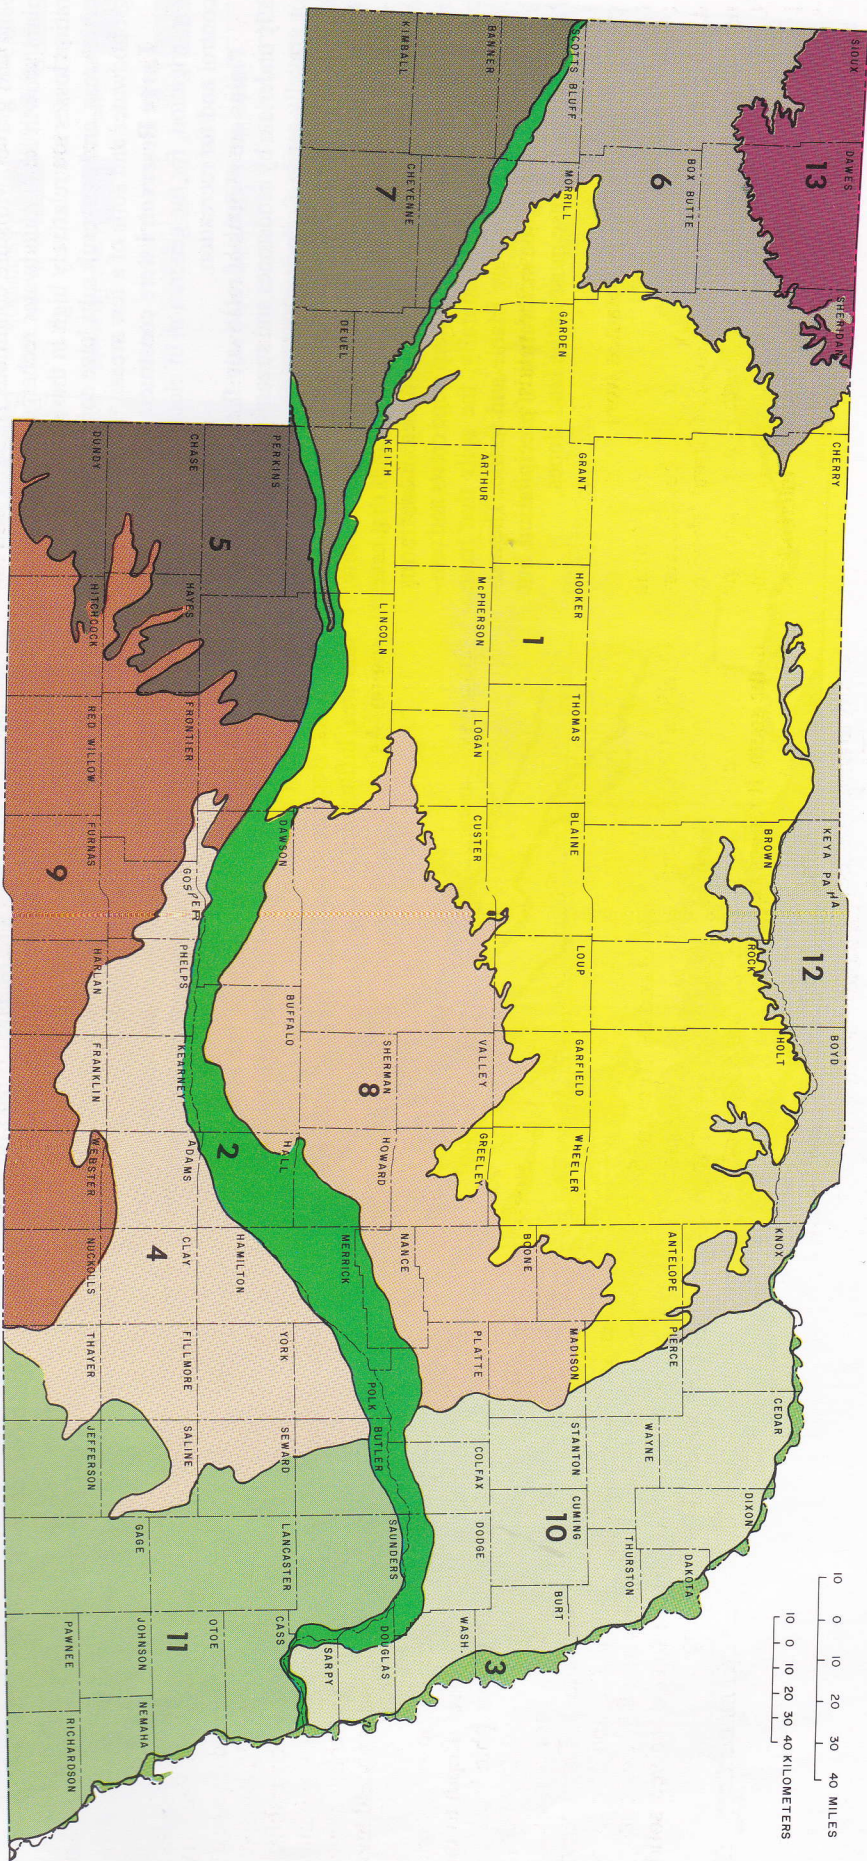 SIOUX
DAWES
SHERIDAN
CHERRY
KEYA PAHA
BOYD
13
12
BOX BUTTE
6
BROWN
ROCK
HOLT
KNOX
CEDAR
DIXON
DAKOTA
SCOTTS BLUFF
MORRILL
GARDEN
GRANT
HOOKER
THOMAS
BLAINE
LOUP
GARFIELD
WHEELER
ANTELOPE
PIERCE
WAYNE
THURSTON
BANNER
1
BOONE
MADISON
STANTON
CUMING
10
BURT
KIMBALL
CHEYENNE
7
DEUEL
KEITH
ARTHUR
McPHERSON
LOGAN
CUSTER
VALLEY
GREELEY
NANCE
PLATTE
COLFAX
DODGE
WASH.
3
LINCOLN
SHERMAN
8
HOWARD
MERRICK
POLK
BUTLER
SAUNDERS
DOUGLAS
SARPY
PERKINS
DAWSON
BUFFALO
HALL
2
HAMILTON
YORK
SEWARD
LANCASTER
CASS
CHASE
5
HAYES
FRONTIER
GOSPER
PHELPS
KEARNEY
ADAMS
CLAY
4
FILLMORE
SALINE
OTOE
11
DUNDY
HITCHCOCK
RED WILLOW
FURNAS
9
HARLAN
FRANKLIN
WEBSTER
NUCKOLLS
THAYER
JEFFERSON
GAGE
JOHNSON
NEMAHA
PAWNEE
RICHARDSON
10 0 10 20 30 40 MILES
10 0 10 20 30 40 KILOMETERS